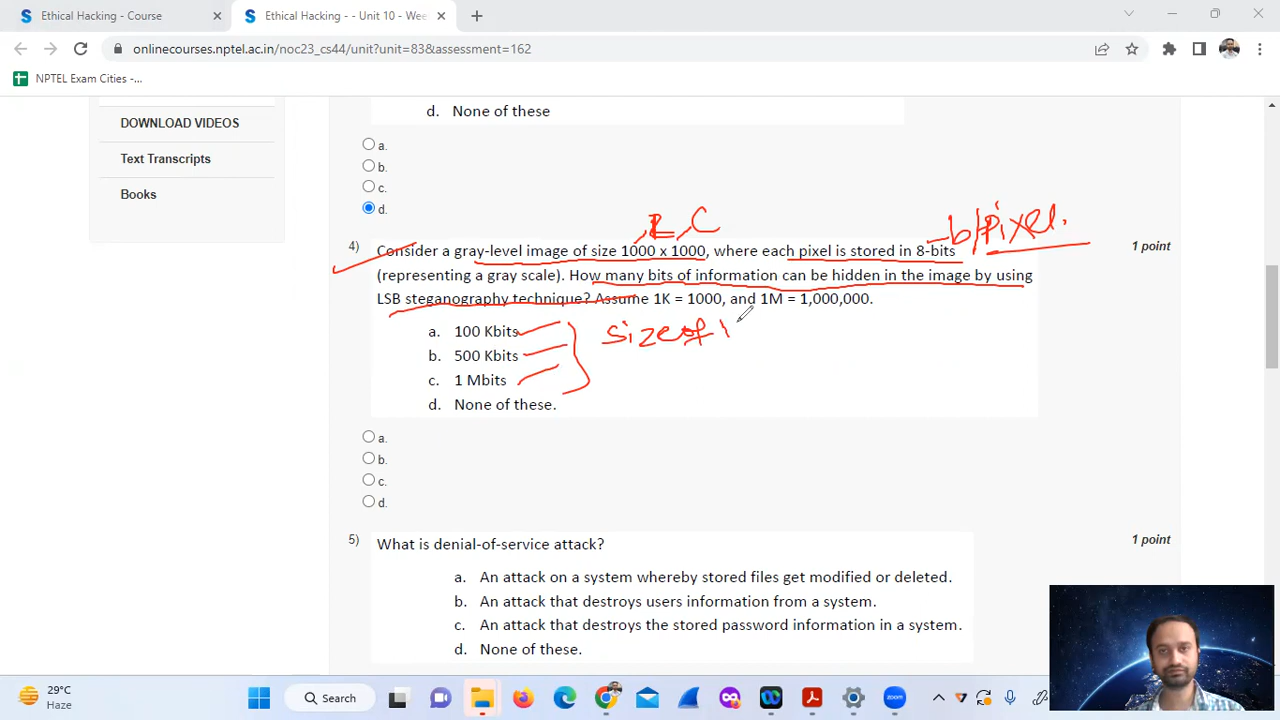 Ethical Hacking - Course
Ethical Hacking - - Unit 10 - Wee
onlinecourses.nptel.ac.in/noc23_cs44/unit?unit=83&assessment=162
NPTEL Exam Cities -...
d. None of these
DOWNLOAD VIDEOS
Text Transcripts
Books
a.
b.
c.
d.
C
b/pixel.
4) Consider a gray-level image of size 1000 x 1000, where each pixel is stored in 8-bits 1 point
(representing a gray scale). How many bits of information can be hidden in the image by using
LSB steganography technique? Assume 1K = 1000, and 1M = 1,000,000.
a. 100 Kbits
size of
b. 500 Kbits
c. 1 Mbits
d. None of these.
a.
b.
c.
d.
5) What is denial-of-service attack? 1 point
a. An attack on a system whereby stored files get modified or deleted.
b. An attack that destroys users information from a system.
c. An attack that destroys the stored password information in a system.
d. None of these.
29°C
Haze
Search